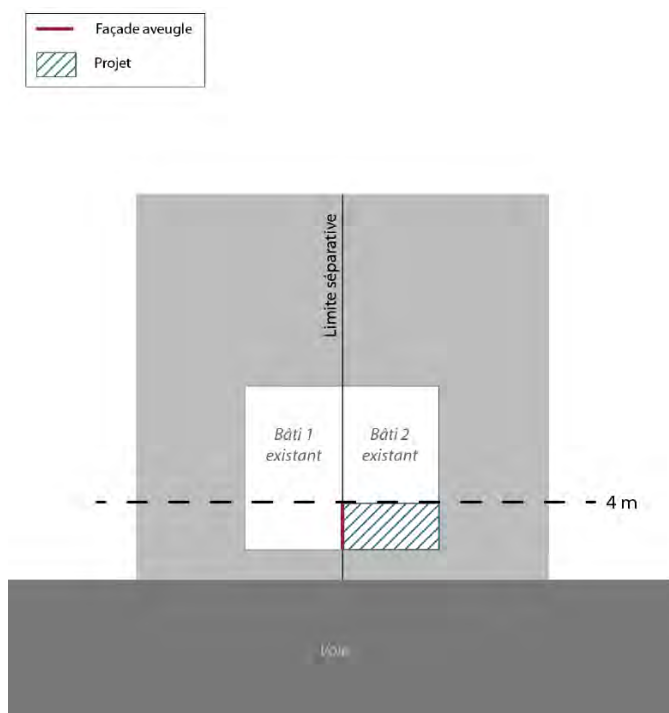 Façade aveugle
Projet
Limite séparative
Bâti 1
existant
Bâti 2
existant
4 m
Voie